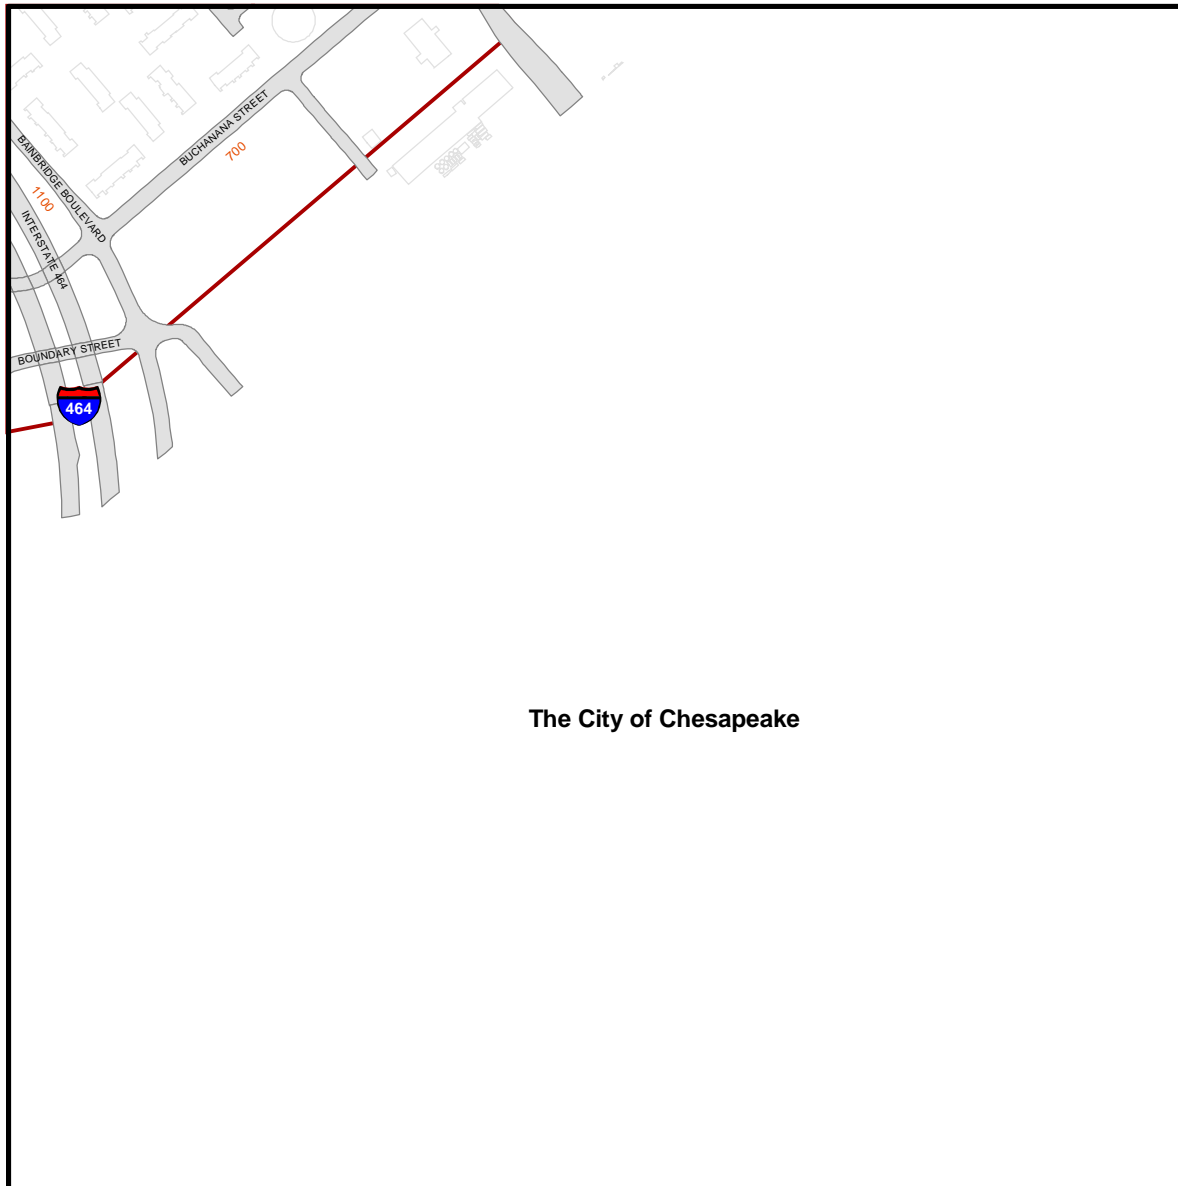 BUCHANANA STREET
700
BAINBRIDGE BOULEVARD
1100
INTERSTATE 464
BOUNDARY STREET
464
The City of Chesapeake